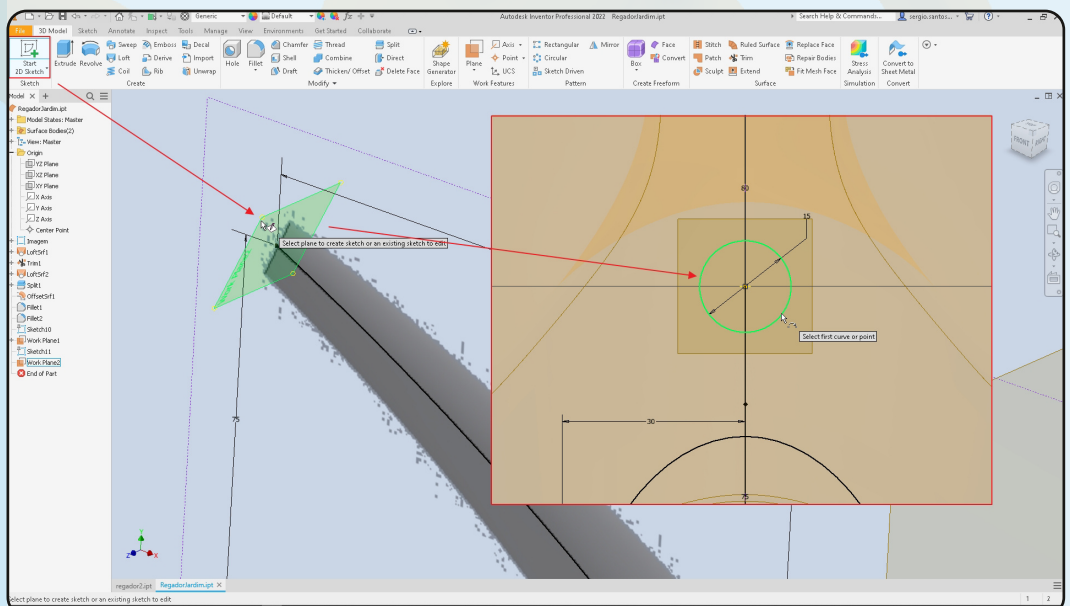 Generic
Default
Autodesk Inventor Professional 2022 RegadorJardim.ipt
Search Help & Commands...
sergio.santos...
File 3D Model Sketch Annotate Inspect Tools Manage View Environments Get Started Collaborate
Start
2D Sketch
Extrude Revolve
Sweep Emboss Decal
Loft Derive Import
Coil Rib Unwrap
Hole Fillet
Chamfer Thread Split
Shell Combine Direct
Draft Thicken/ Offset Delete Face
Shape
Generator
Plane
Axis
Point
UCS
Rectangular Mirror
Circular
Sketch Driven
Box
Face
Convert
Stitch Ruled Surface Replace Face
Patch Trim Repair Bodies
Sculpt Extend Fit Mesh Face
Stress
Analysis
Convert to
Sheet Metal
Sketch Create Modify Explore Work Features Pattern Create Freeform Surface Simulation Convert
Model
RegadorJardim.ipt
Model States: Master
Surface Bodies(2)
View: Master
Origin
YZ Plane
XZ Plane
XY Plane
X Axis
Y Axis
Z Axis
Center Point
Imagem
LoftSrf1
Trim1
LoftSrf2
Split1
OffsetSrf1
Fillet1
Fillet2
Sketch10
Work Plane1
Sketch11
Work Plane2
End of Part
Select plane to create sketch or an existing sketch to edit
75
80
15
Select first curve or point
30
75
FRONT
Y
Z
X
regador2.ipt RegadorJardim.ipt
Select plane to create sketch or an existing sketch to edit
1 2